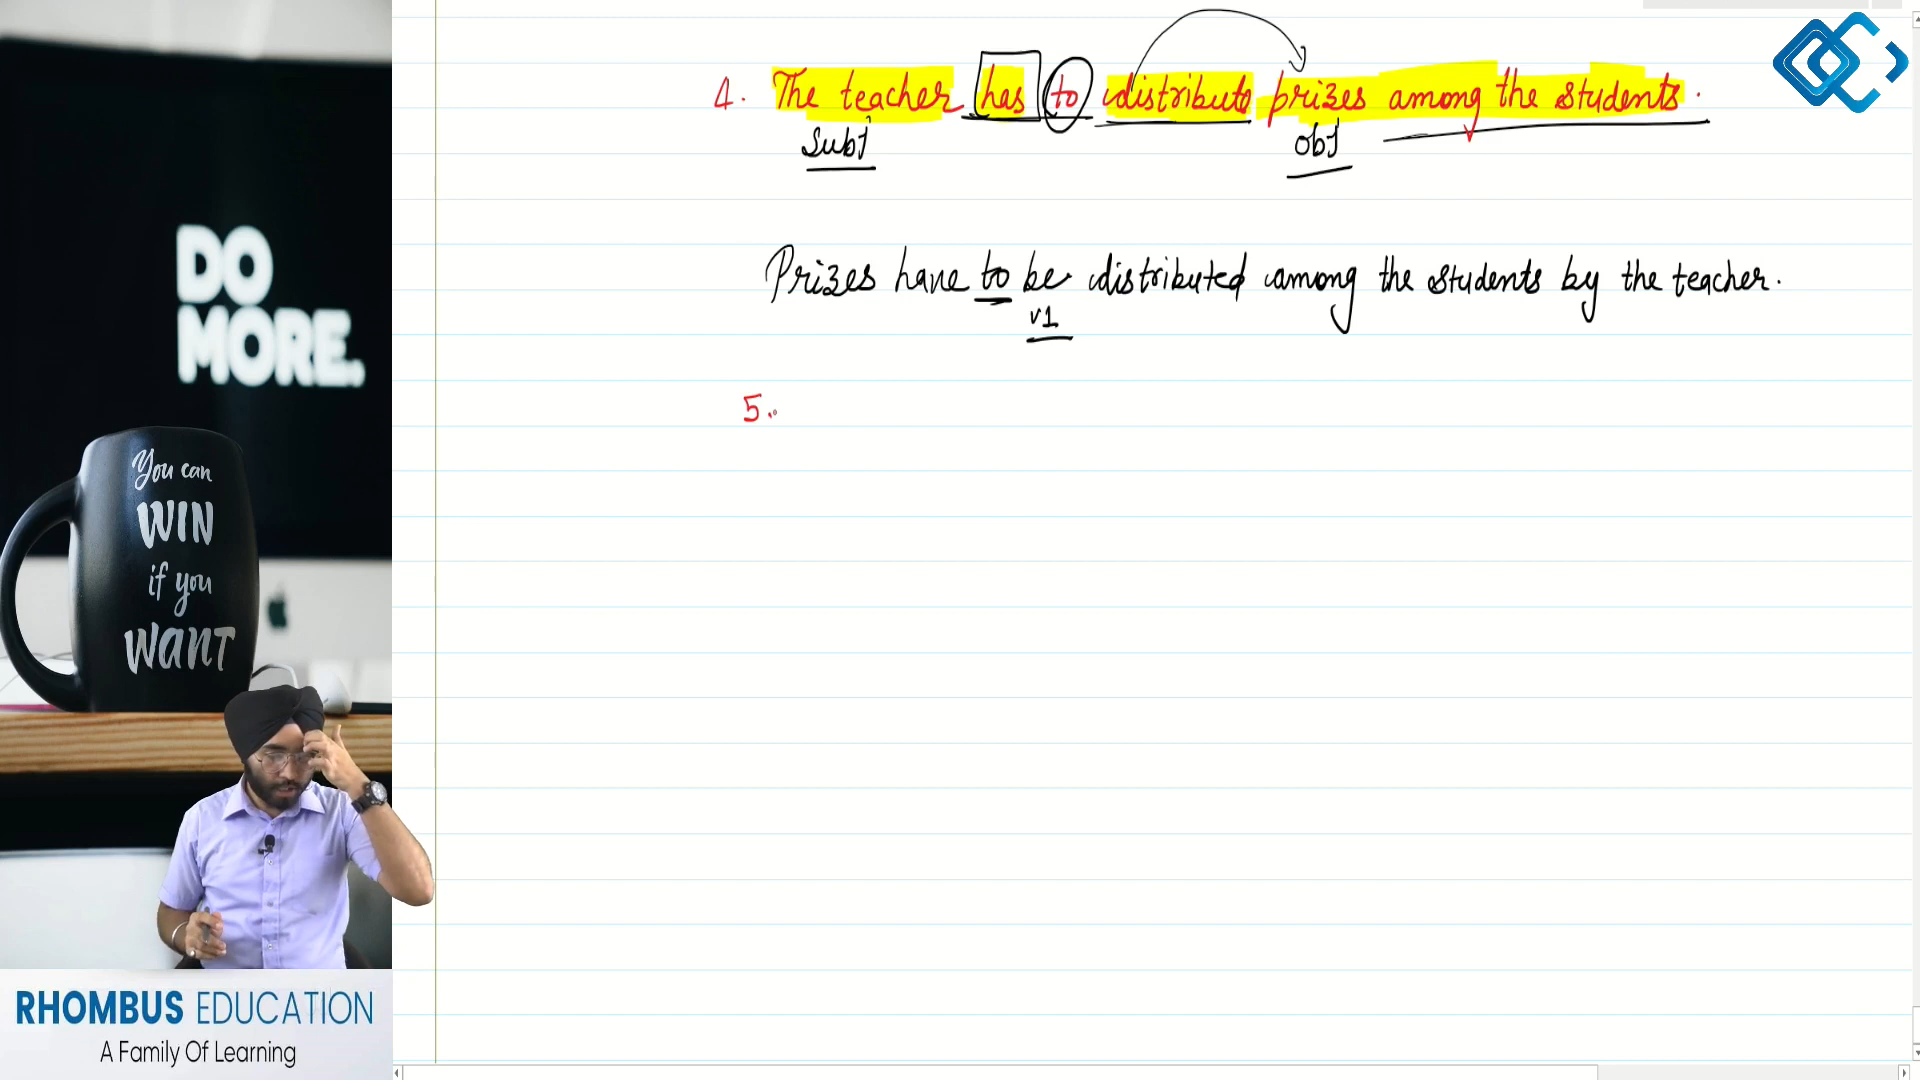 4. The teacher has to distribute prizes among the students.
Subj
Obj
Prizes have to be distributed among the students by the teacher.
V1
5.
DO
MORE.
You can
WIN
if you
WANT
RHOMBUS EDUCATION
A Family Of Learning